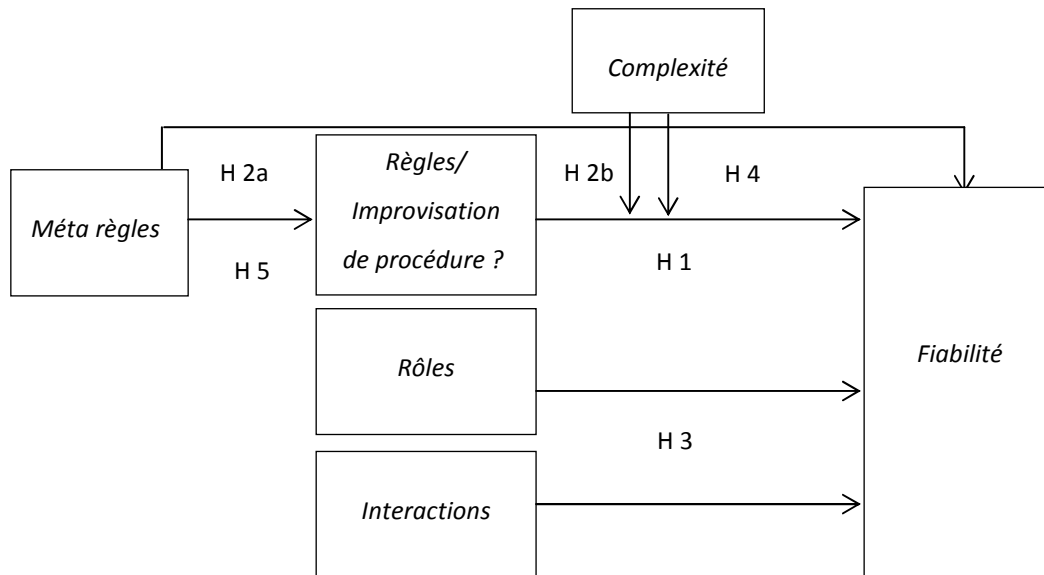 Complexité
H 2a
Règles/
Improvisation
de procédure ?
H 2b
H 4
Méta règles
H 5
H 1
Rôles
Fiabilité
H 3
Interactions